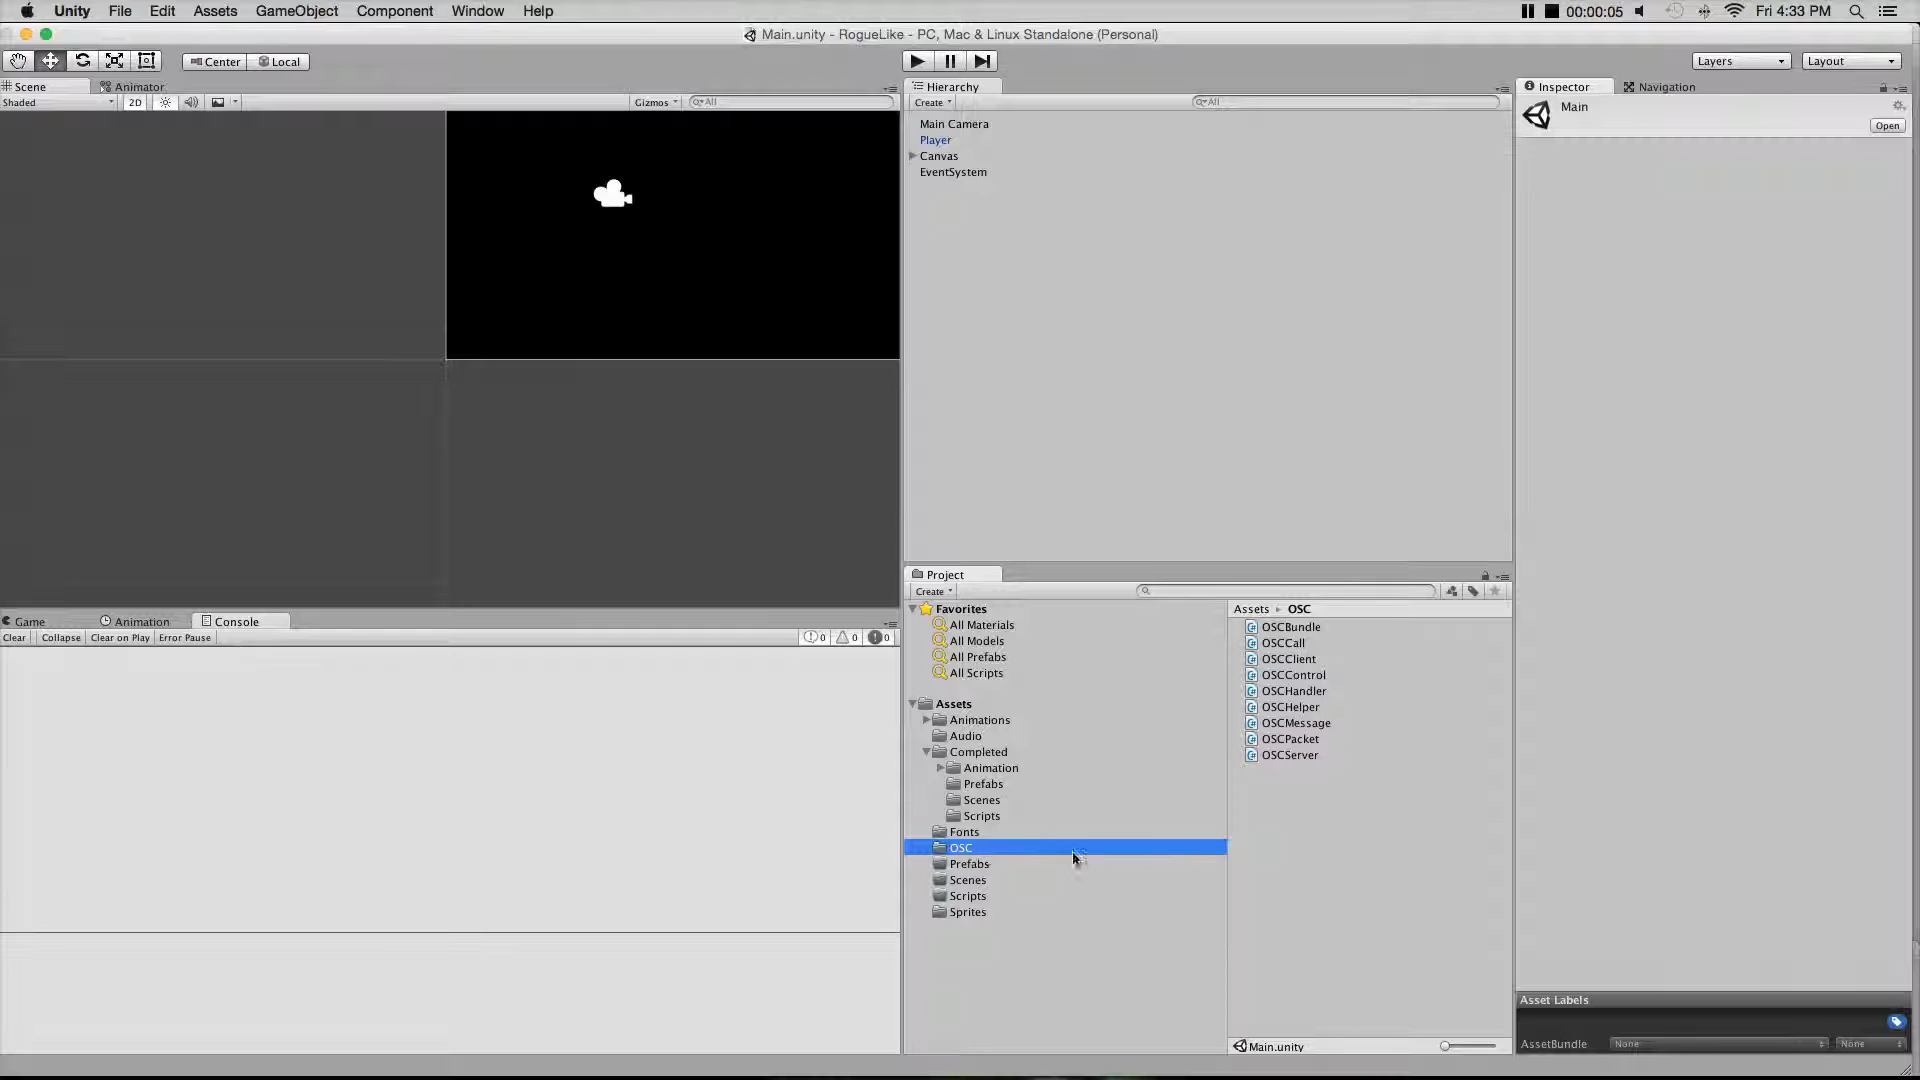 Unity File Edit Assets GameObject Component Window Help 00:00:05 Fri 4:33 PM
Main.unity - RogueLike - PC, Mac & Linux Standalone (Personal)
Center Local Layers Layout
Scene Animator
Shaded 2D Gizmos All
Hierarchy
Create All
Main Camera
Player
Canvas
EventSystem
Inspector Navigation
Main
Open
Game Animation Console
Clear Collapse Clear on Play Error Pause 0 0 0
Project
Create
Favorites
All Materials
All Models
All Prefabs
All Scripts
Assets
Animations
Audio
Completed
Animation
Prefabs
Scenes
Scripts
Fonts
OSC
Prefabs
Scenes
Scripts
Sprites
Assets OSC
OSCBundle
OSCCall
OSCClient
OSCControl
OSCHandler
OSCHelper
OSCMessage
OSCPacket
OSCServer
Main.unity
Asset Labels
AssetBundle None None